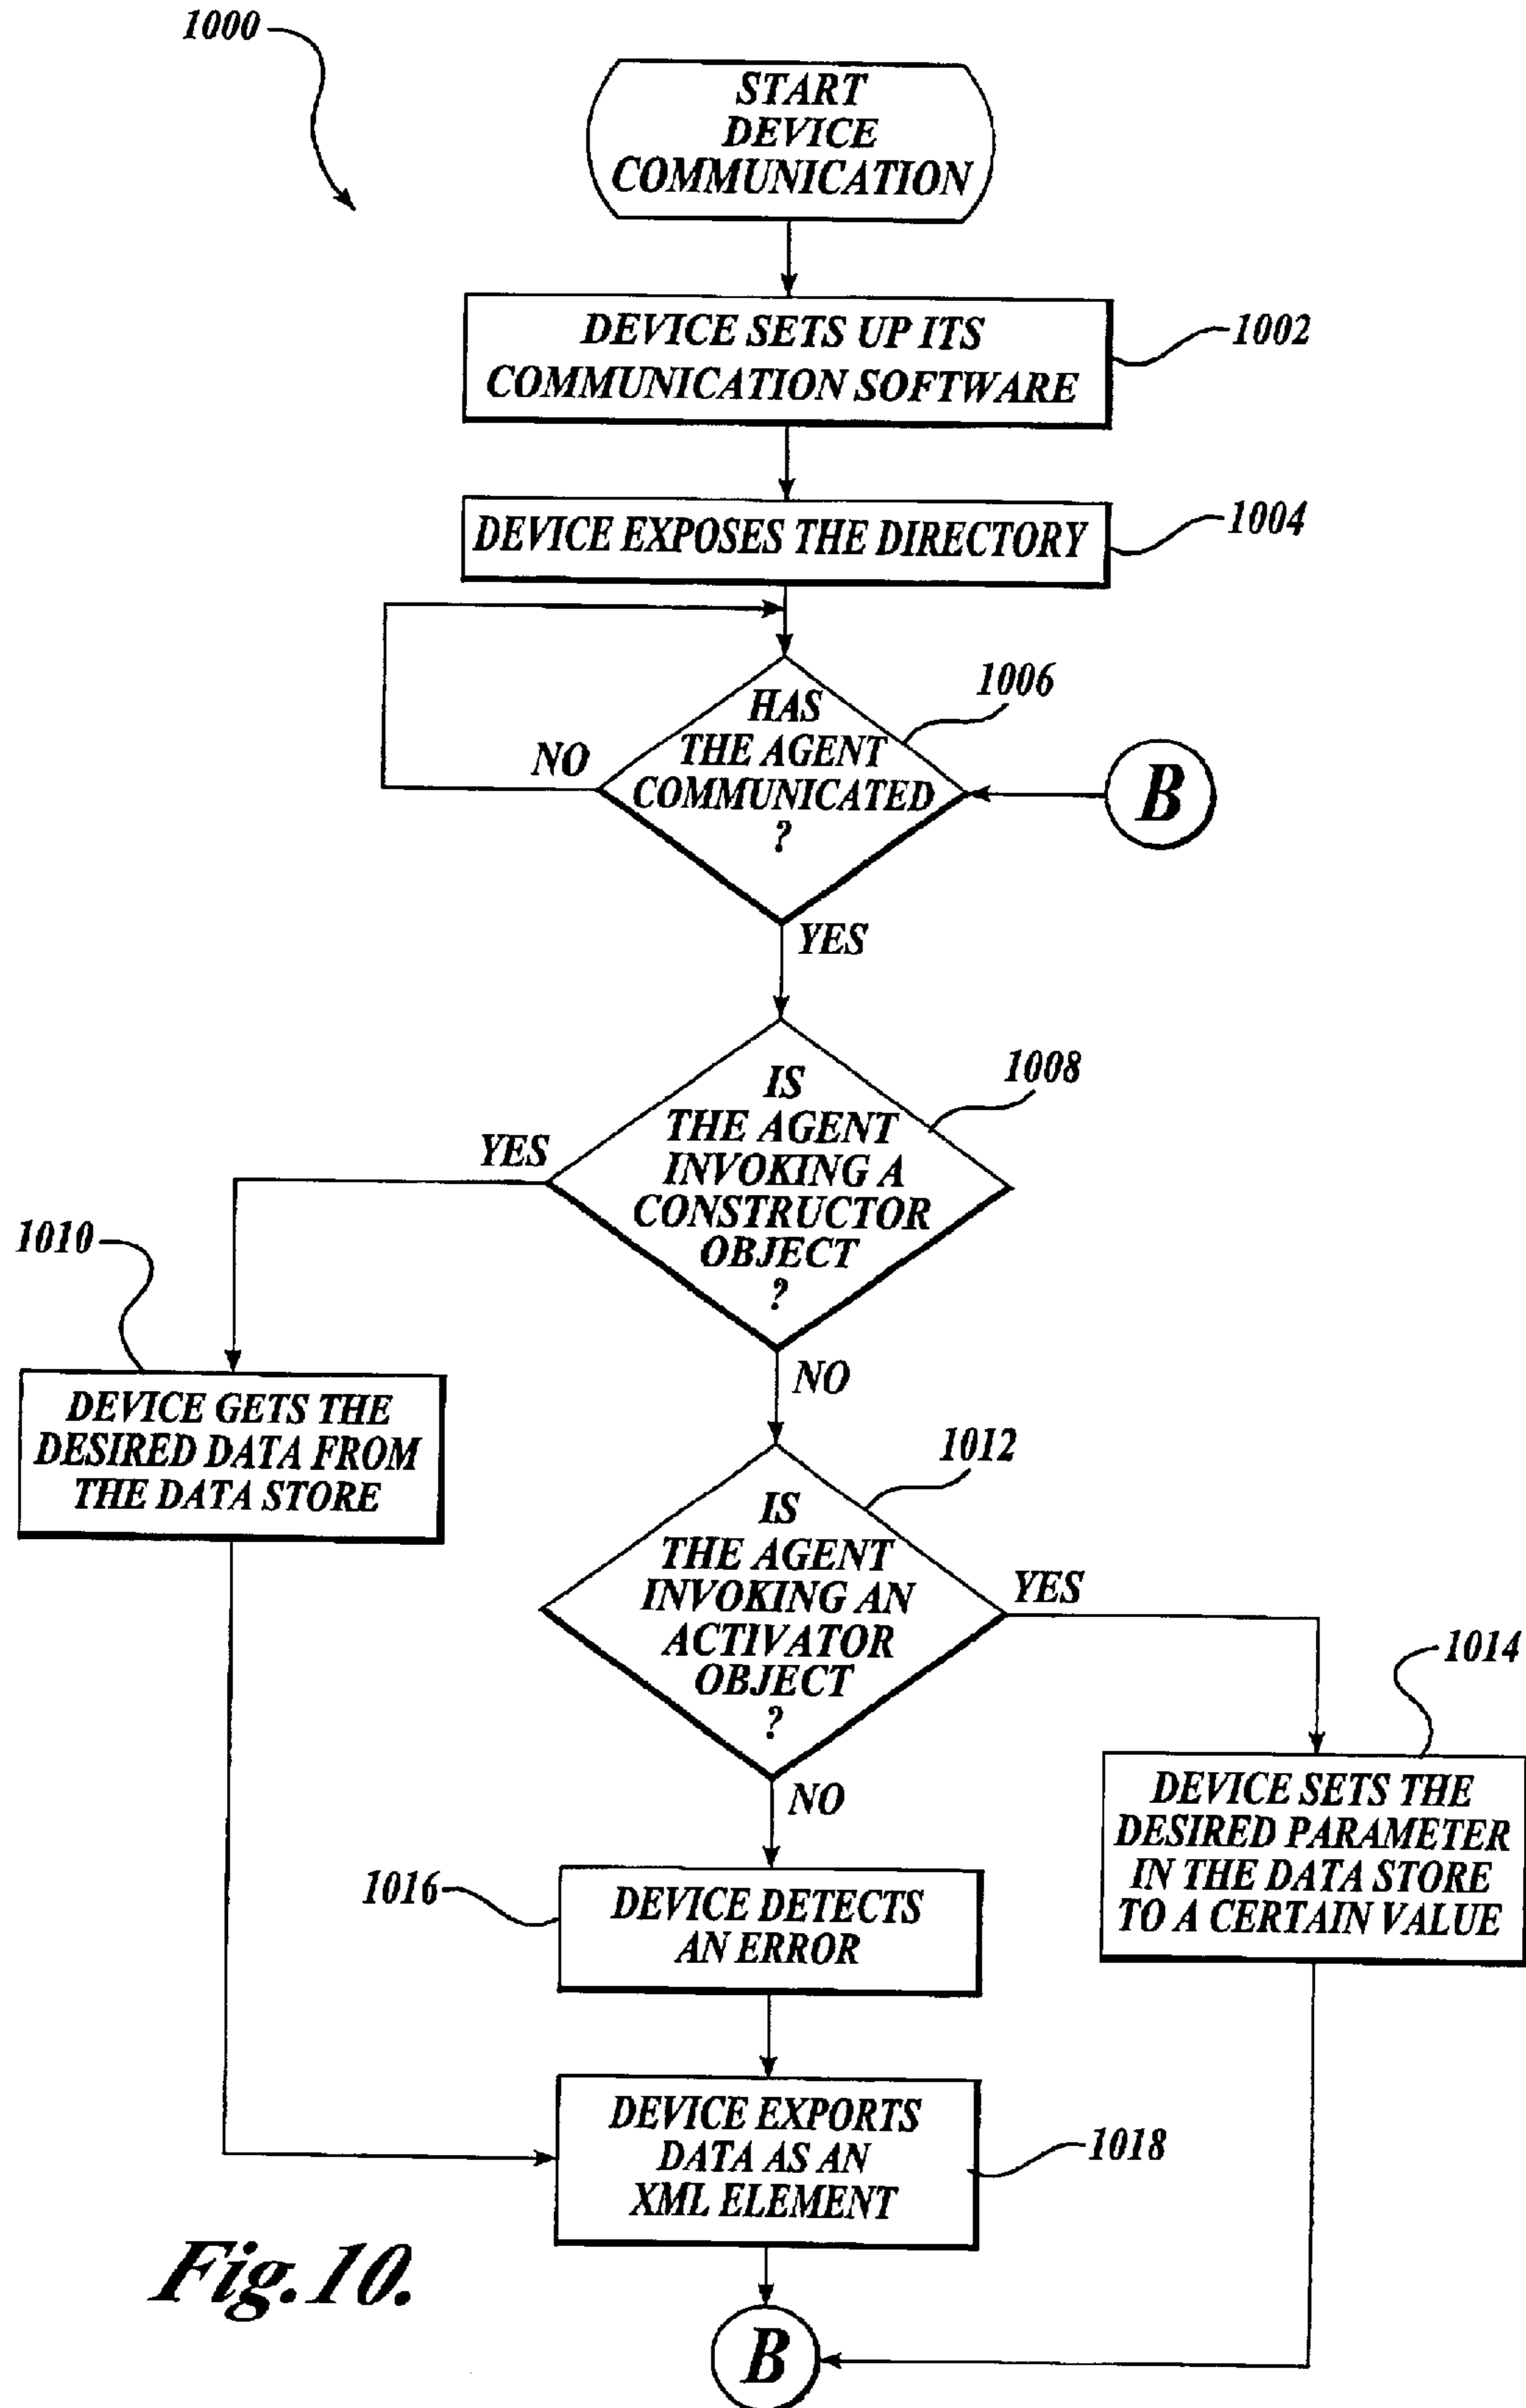 1000
START
DEVICE
COMMUNICATION
DEVICE SETS UP ITS
COMMUNICATION SOFTWARE
1002
DEVICE EXPOSES THE DIRECTORY
1004
HAS
THE AGENT
COMMUNICATED
?
1006
NO
B
YES
IS
THE AGENT
INVOKING A
CONSTRUCTOR
OBJECT
?
1008
YES
1010
NO
DEVICE GETS THE
DESIRED DATA FROM
THE DATA STORE
IS
THE AGENT
INVOKING AN
ACTIVATOR
OBJECT
?
1012
YES
1014
NO
DEVICE SETS THE
DESIRED PARAMETER
IN THE DATA STORE
TO A CERTAIN VALUE
1016
DEVICE DETECTS
AN ERROR
DEVICE EXPORTS
DATA AS AN
XML ELEMENT
1018
Fig.10.
B